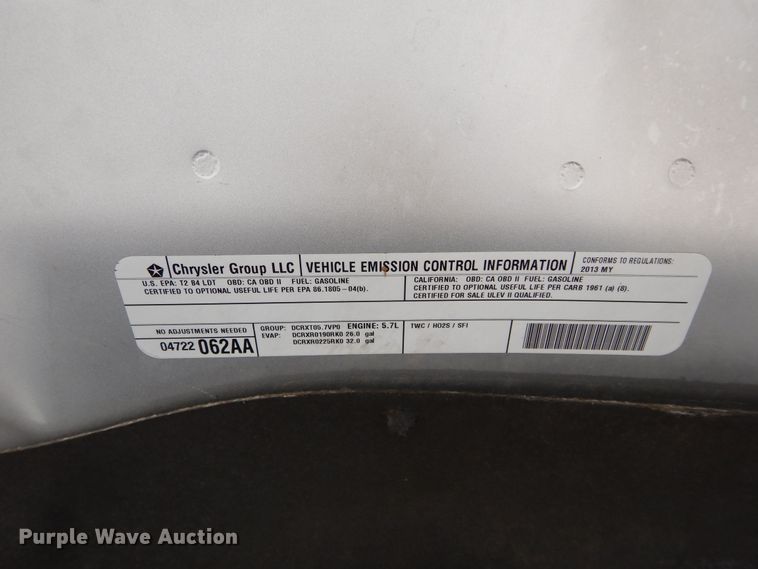 Chrysler Group LLC
VEHICLE EMISSION CONTROL INFORMATION
CONFORMS TO REGULATIONS:
2013 MY
U.S. EPA: T2 B4 LDT OBD: CA OBD II FUEL: GASOLINE
CERTIFIED TO OPTIONAL USEFUL LIFE PER EPA 86.1805-04(b).
CALIFORNIA: OBD: CA OBD II FUEL: GASOLINE
CERTIFIED TO OPTIONAL USEFUL LIFE PER CARB 1961 (a) (8).
CERTIFIED FOR SALE ULEV II QUALIFIED.
NO ADJUSTMENTS NEEDED
04722 062AA
GROUP: DCRXT05.7VP0 ENGINE: 5.7L
EVAP: DCRXR0190RK0 26.0 gal
DCRXR0225RK0 32.0 gal
TWC / HO2S / SFI
Purple Wave Auction